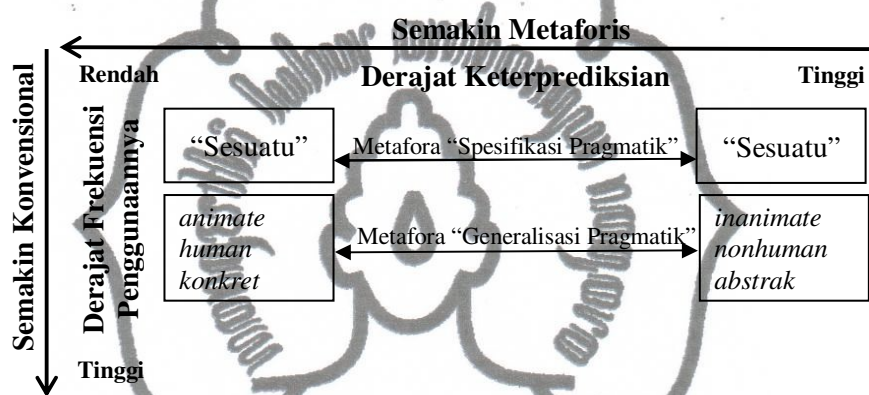 Semakin Metaforis
Rendah
Derajat Keterprediksian
Tinggi
Semakin Konvensional
Derajat Frekuensi
Penggunaannya
“Sesuatu”
Metafora “Spesifikasi Pragmatik”
“Sesuatu”
animate
human
konkret
Metafora “Generalisasi Pragmatik”
inanimate
nonhuman
abstrak
Tinggi